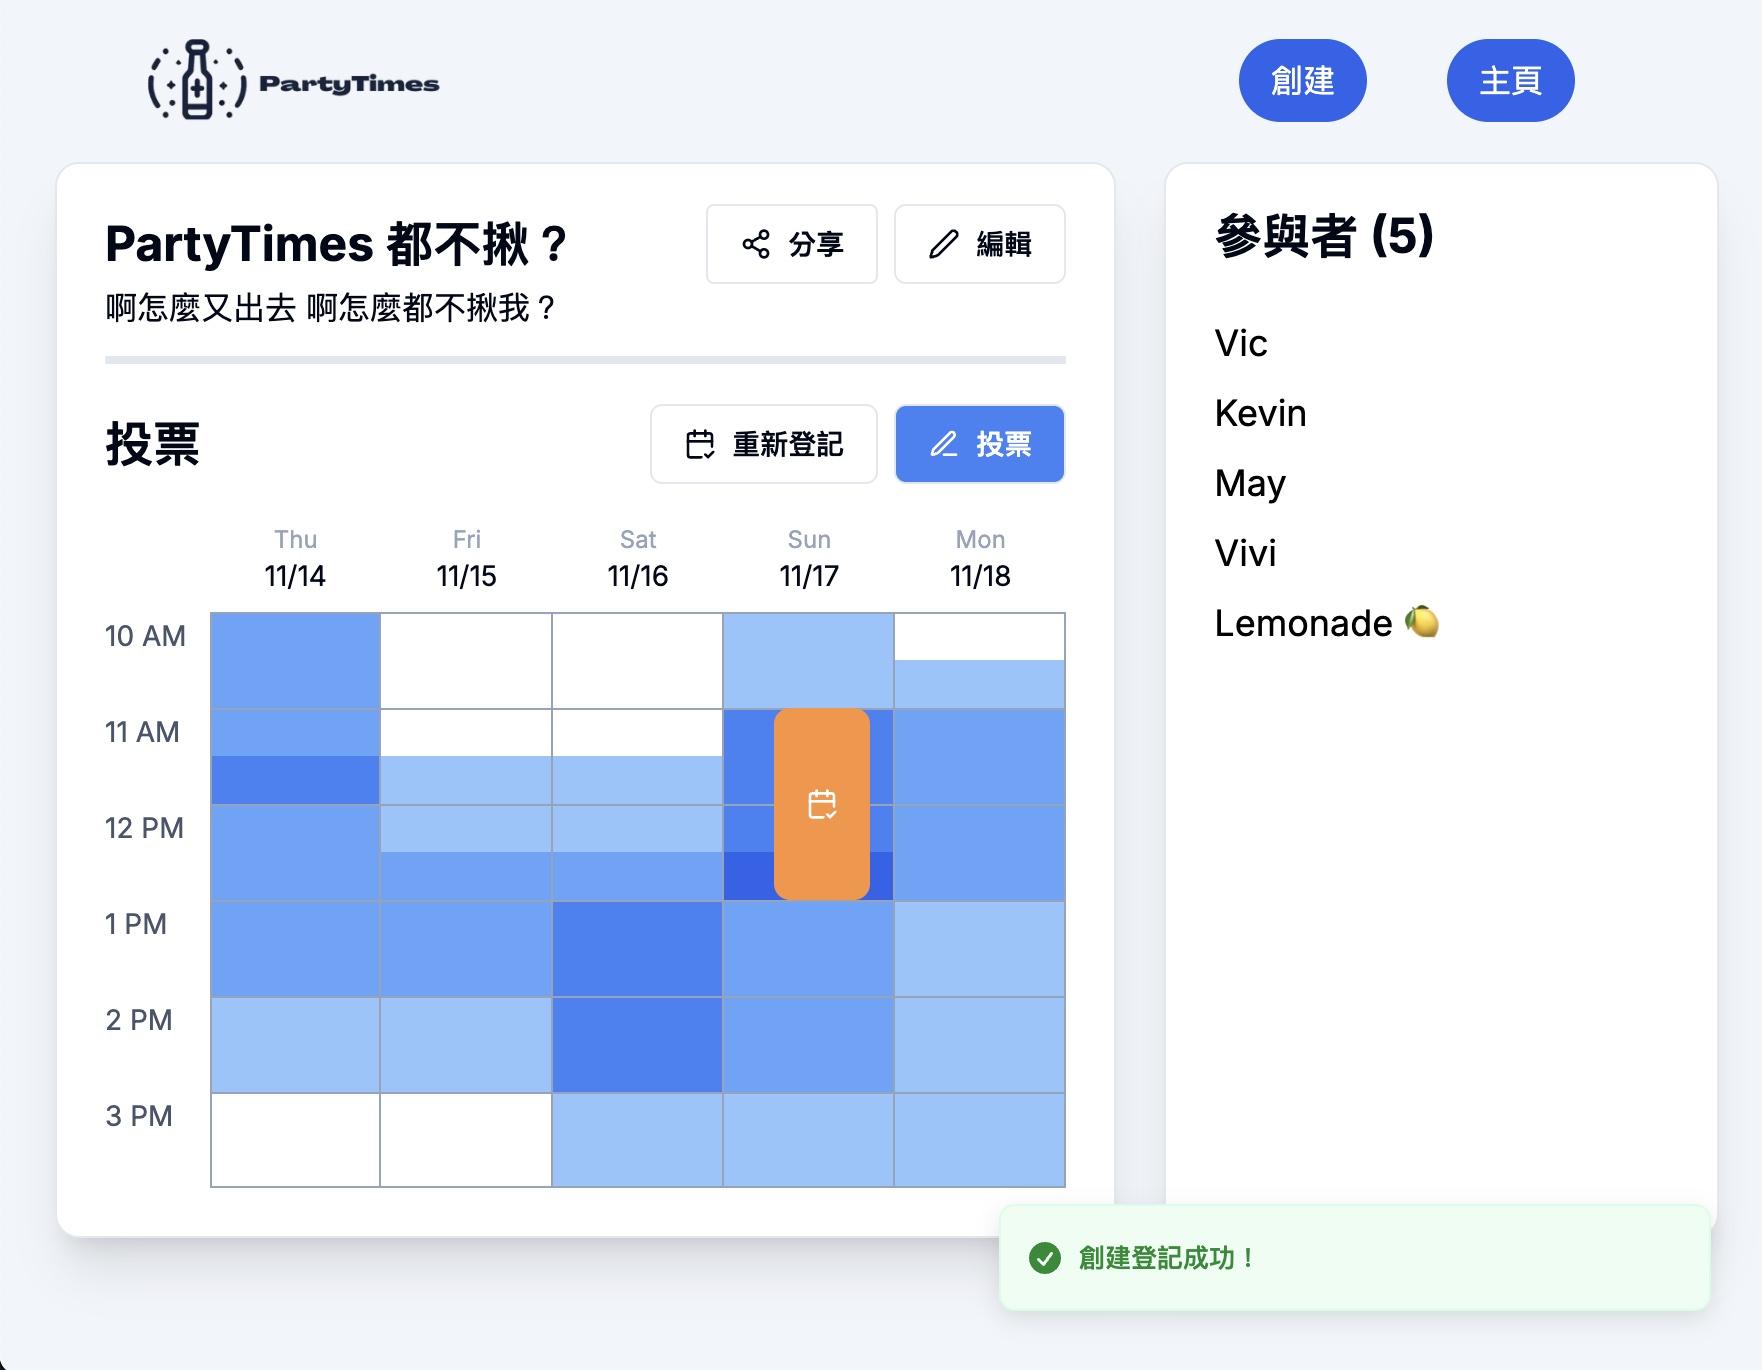 PartyTimes
創建
主頁
PartyTimes 都不揪？
分享
編輯
啊怎麼又出去 啊怎麼都不揪我？
投票
重新登記
投票
Thu
Fri
Sat
Sun
Mon
11/14
11/15
11/16
11/17
11/18
10 AM
11 AM
12 PM
1 PM
2 PM
3 PM
參與者 (5)
Vic
Kevin
May
Vivi
Lemonade 🍋
創建登記成功！